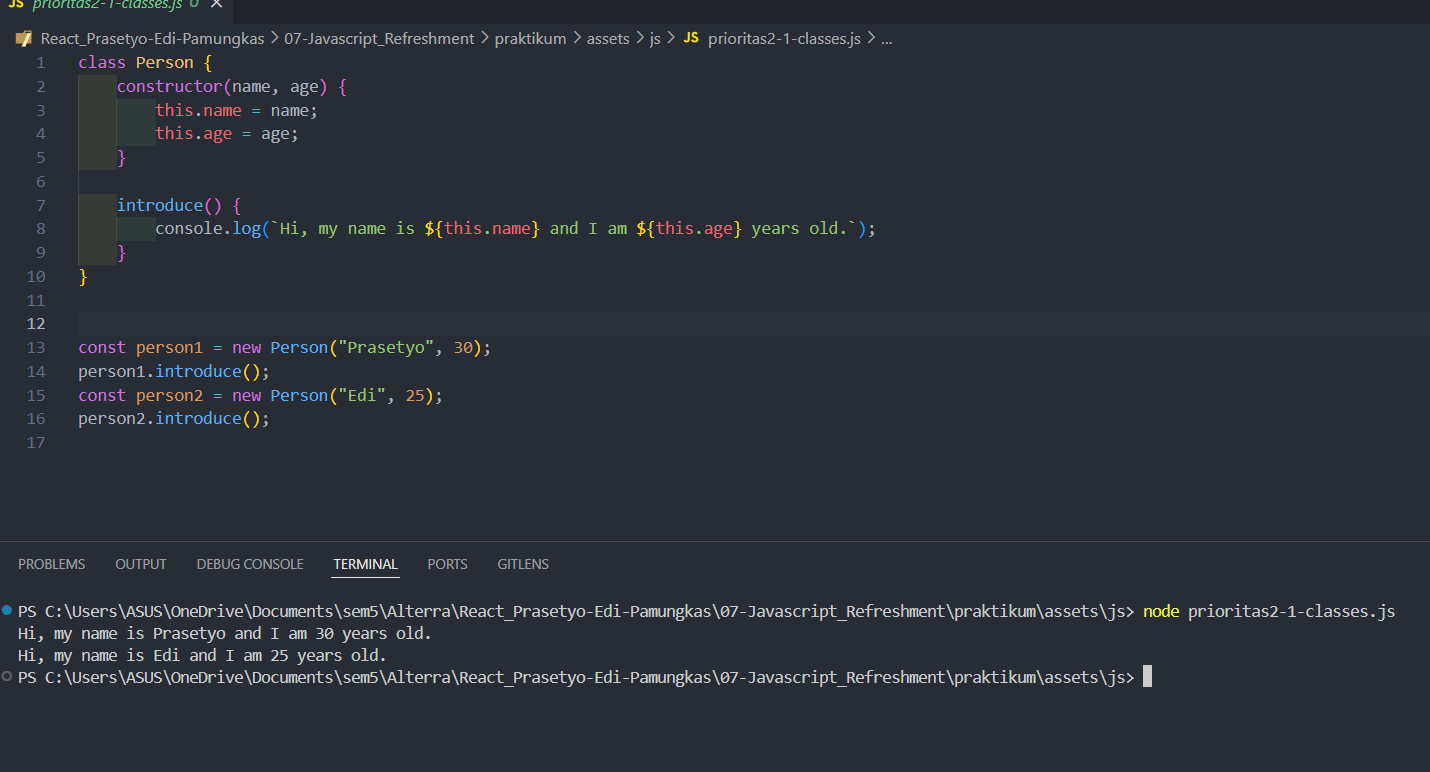 JS prioritas2-1-classes.js U ×
React_Prasetyo-Edi-Pamungkas > 07-Javascript_Refreshment > praktikum > assets > js > JS prioritas2-1-classes.js > ...
1 class Person {
2     constructor(name, age) {
3         this.name = name;
4         this.age = age;
5     }
6
7     introduce() {
8         console.log(`Hi, my name is ${this.name} and I am ${this.age} years old.`);
9     }
10 }
11
12
13 const person1 = new Person("Prasetyo", 30);
14 person1.introduce();
15 const person2 = new Person("Edi", 25);
16 person2.introduce();
17
PROBLEMS OUTPUT DEBUG CONSOLE TERMINAL PORTS GITLENS
PS C:\Users\ASUS\OneDrive\Documents\sem5\Alterra\React_Prasetyo-Edi-Pamungkas\07-Javascript_Refreshment\praktikum\assets\js> node prioritas2-1-classes.js
Hi, my name is Prasetyo and I am 30 years old.
Hi, my name is Edi and I am 25 years old.
PS C:\Users\ASUS\OneDrive\Documents\sem5\Alterra\React_Prasetyo-Edi-Pamungkas\07-Javascript_Refreshment\praktikum\assets\js>